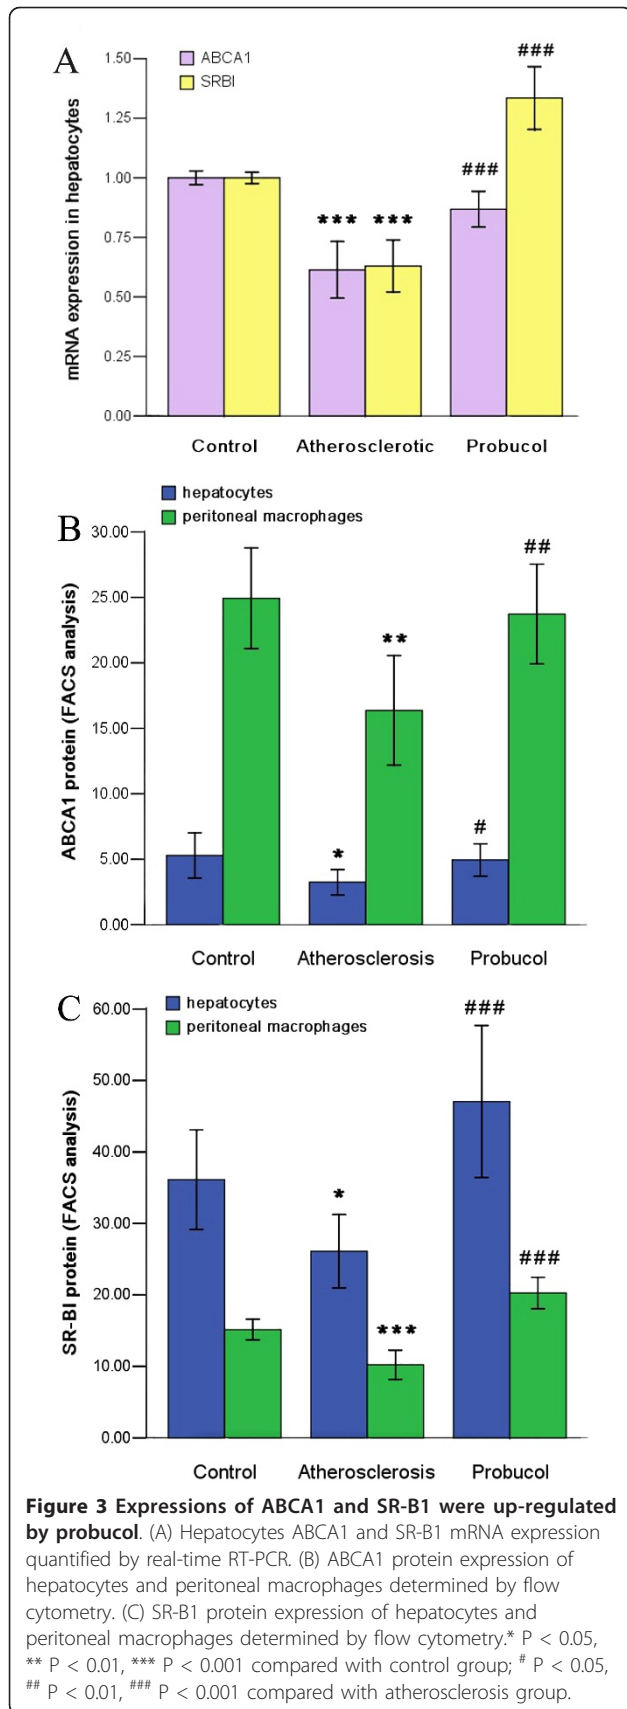 A
ABCA1
SRBI
mRNA expression in hepatocytes
1.50
1.25
1.00
0.75
0.50
0.25
0.00
*** ***
###
###
Control Atherosclerotic Probucol
B
hepatocytes
peritoneal macrophages
ABCA1 protein (FACS analysis)
30.00
25.00
20.00
15.00
10.00
5.00
0.00
*
**
#
##
Control Atherosclerosis Probucol
C
hepatocytes
peritoneal macrophages
SR-BI protein (FACS analysis)
60.00
50.00
40.00
30.00
20.00
10.00
0.00
*
***
###
###
Control Atherosclerosis Probucol
Figure 3 Expressions of ABCA1 and SR-B1 were up-regulated
by probucol. (A) Hepatocytes ABCA1 and SR-B1 mRNA expression
quantified by real-time RT-PCR. (B) ABCA1 protein expression of
hepatocytes and peritoneal macrophages determined by flow
cytometry. (C) SR-B1 protein expression of hepatocytes and
peritoneal macrophages determined by flow cytometry.* P < 0.05,
** P < 0.01, *** P < 0.001 compared with control group; # P < 0.05,
## P < 0.01, ### P < 0.001 compared with atherosclerosis group.